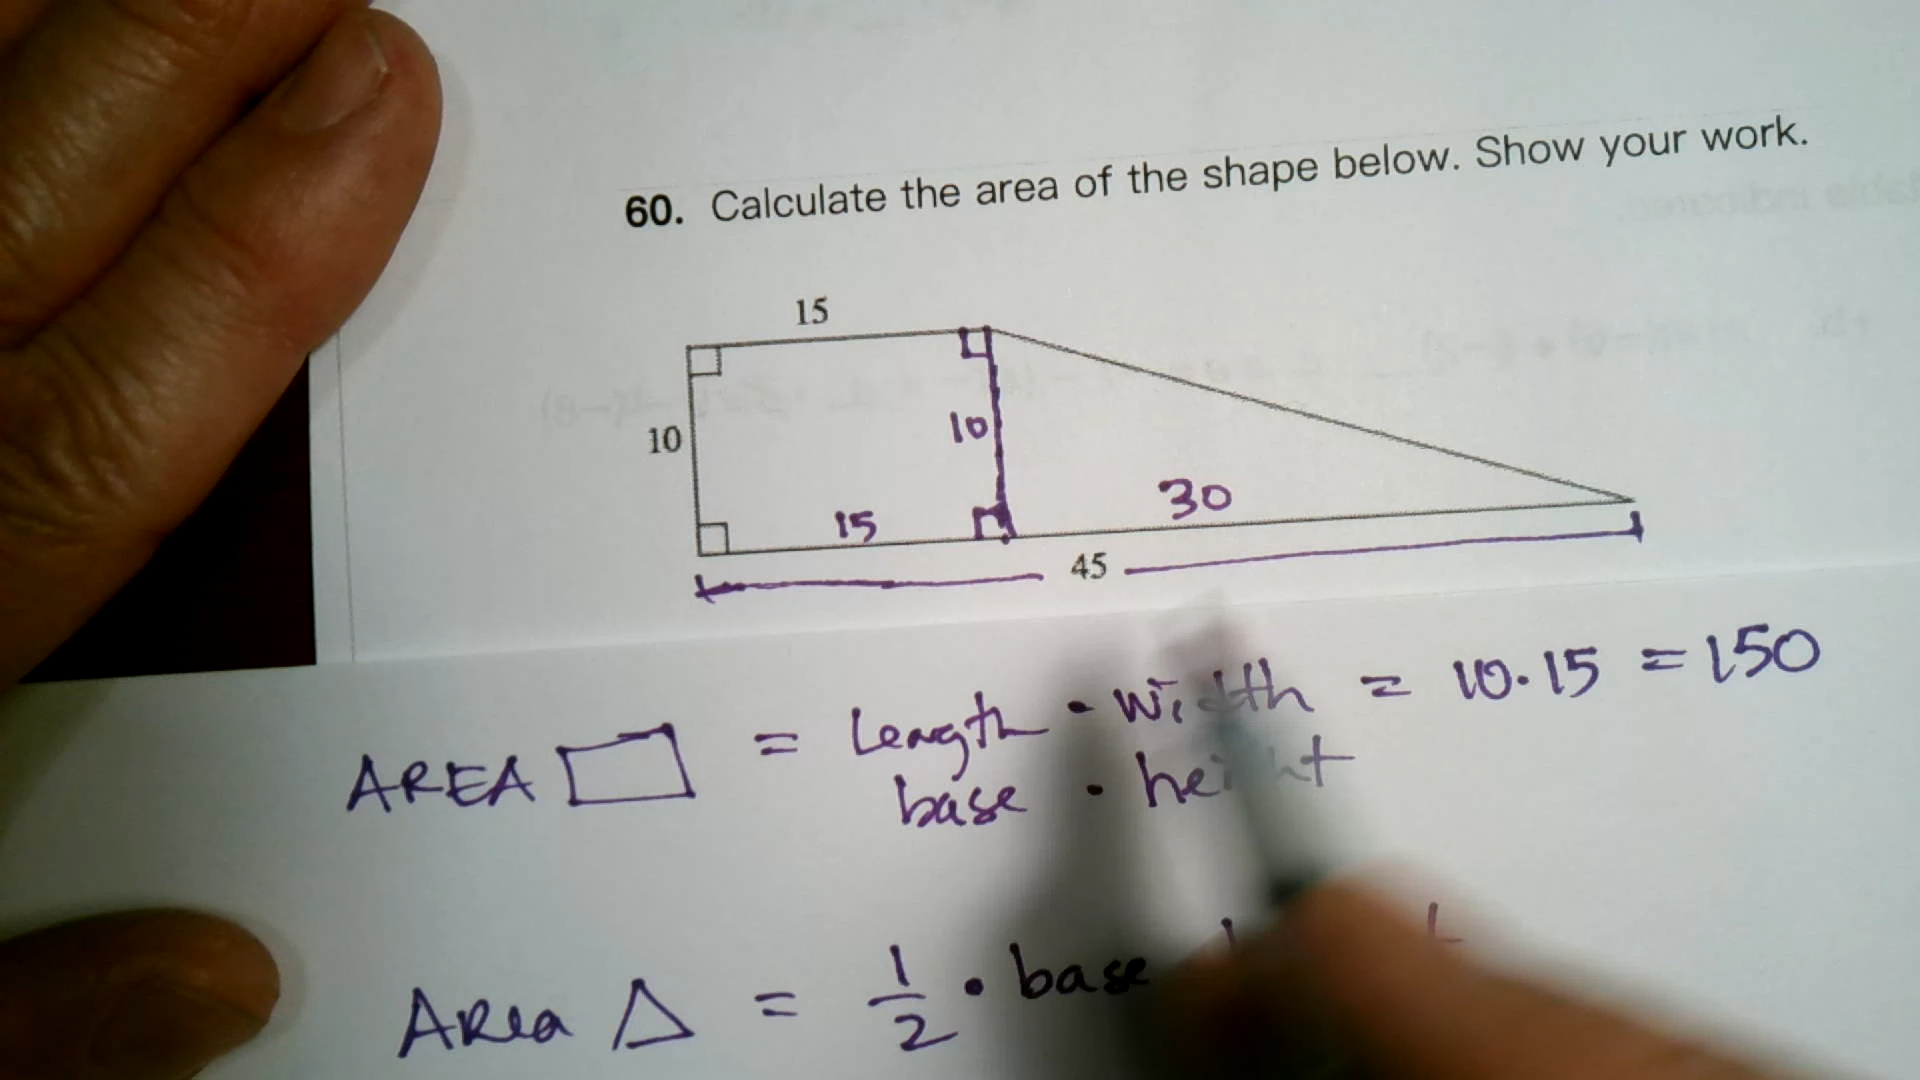 60. Calculate the area of the shape below. Show your work.
15
10
10
15
30
45
AREA = Length · width = 10·15 = 150
base · height
Area △ = 1/2 · base